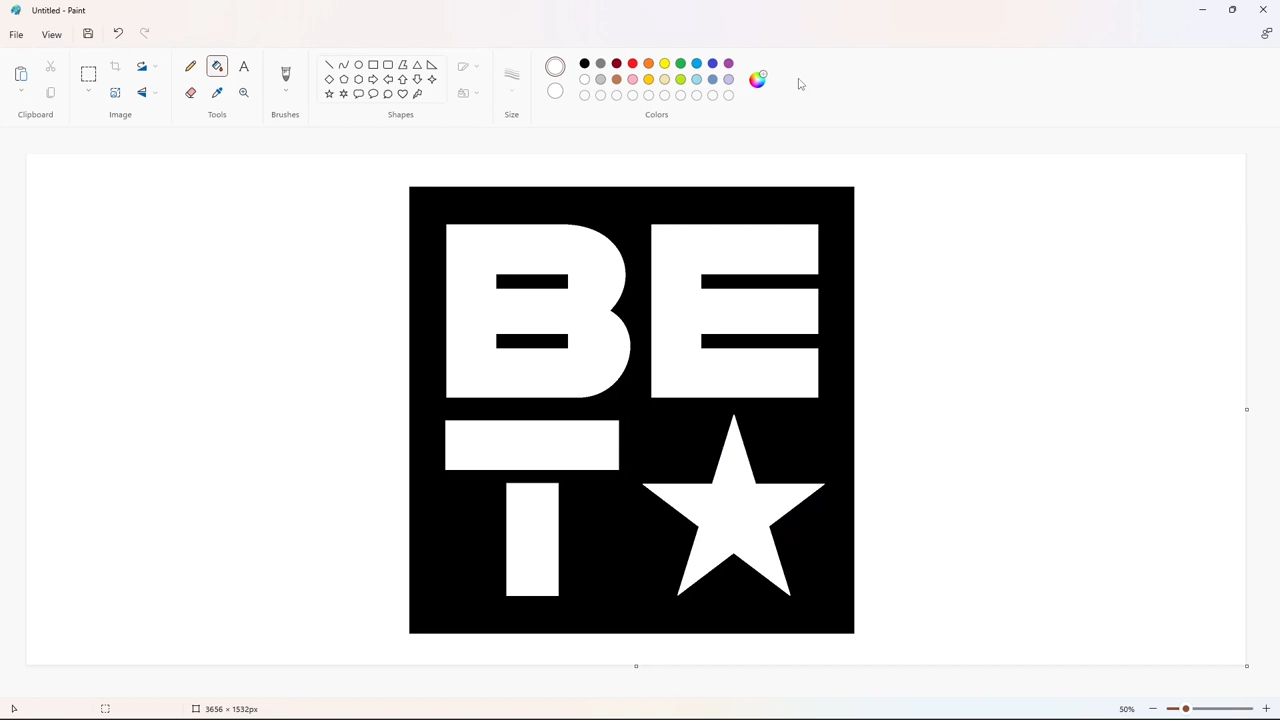 Untitled - Paint
File View
Clipboard Image Tools Brushes Shapes Size Colors
BE
T
3656 × 1532px 50%